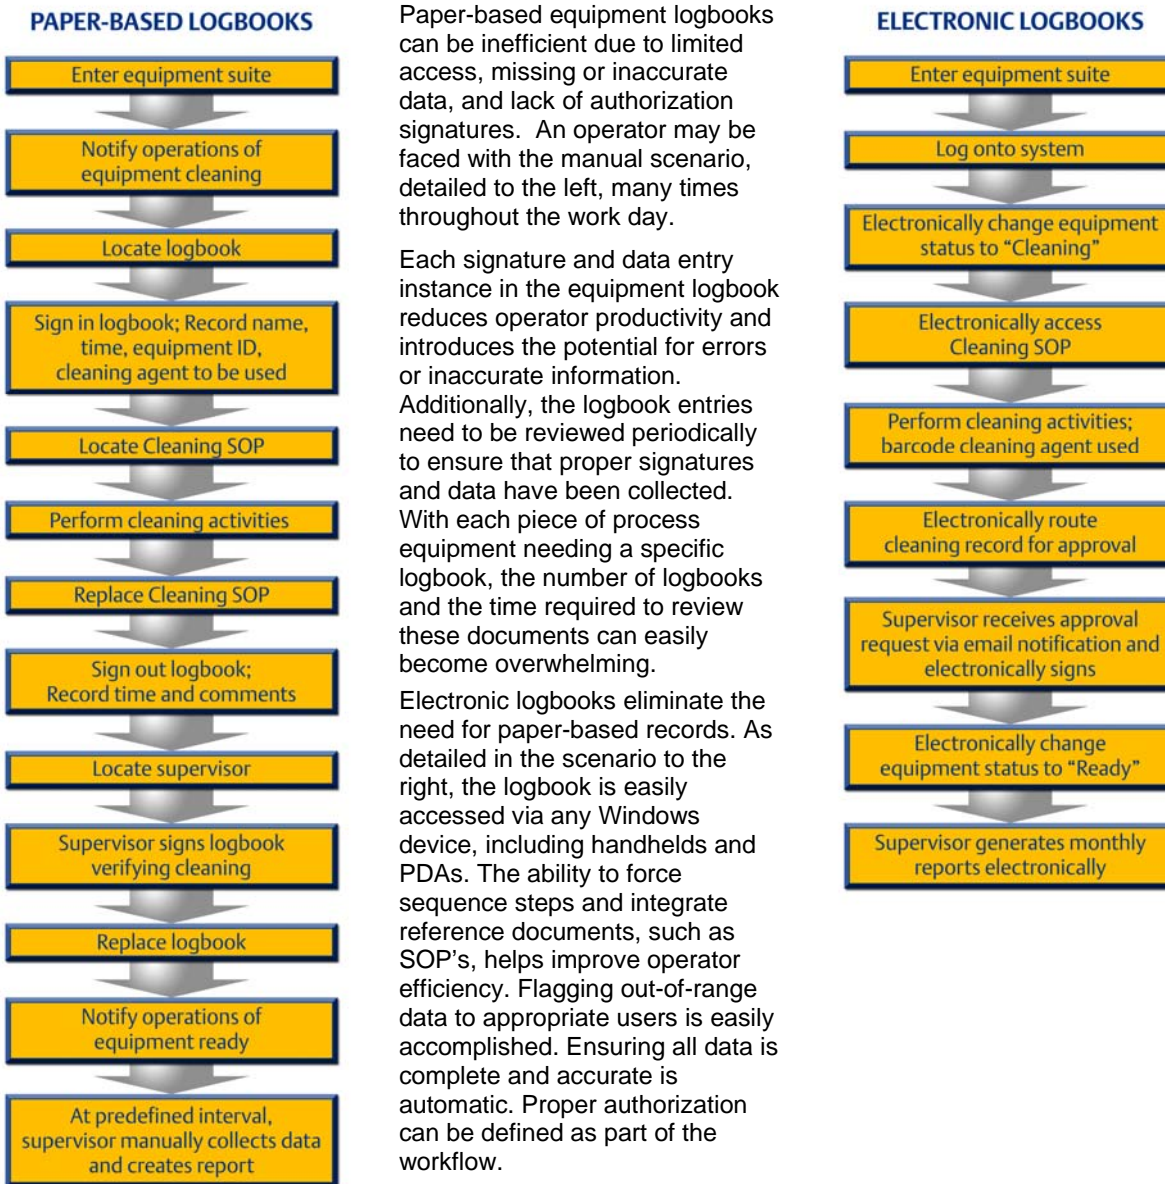 PAPER-BASED LOGBOOKS
Enter equipment suite
Notify operations of
equipment cleaning
Locate logbook
Sign in logbook; Record name,
time, equipment ID,
cleaning agent to be used
Locate Cleaning SOP
Perform cleaning activities
Replace Cleaning SOP
Sign out logbook;
Record time and comments
Locate supervisor
Supervisor signs logbook
verifying cleaning
Replace logbook
Notify operations of
equipment ready
At predefined interval,
supervisor manually collects data
and creates report
Paper-based equipment logbooks
can be inefficient due to limited
access, missing or inaccurate
data, and lack of authorization
signatures.  An operator may be
faced with the manual scenario,
detailed to the left, many times
throughout the work day.
Each signature and data entry
instance in the equipment logbook
reduces operator productivity and
introduces the potential for errors
or inaccurate information.
Additionally, the logbook entries
need to be reviewed periodically
to ensure that proper signatures
and data have been collected.
With each piece of process
equipment needing a specific
logbook, the number of logbooks
and the time required to review
these documents can easily
become overwhelming.
Electronic logbooks eliminate the
need for paper-based records. As
detailed in the scenario to the
right, the logbook is easily
accessed via any Windows
device, including handhelds and
PDAs. The ability to force
sequence steps and integrate
reference documents, such as
SOP's, helps improve operator
efficiency. Flagging out-of-range
data to appropriate users is easily
accomplished. Ensuring all data is
complete and accurate is
automatic. Proper authorization
can be defined as part of the
workflow.
ELECTRONIC LOGBOOKS
Enter equipment suite
Log onto system
Electronically change equipment
status to “Cleaning”
Electronically access
Cleaning SOP
Perform cleaning activities;
barcode cleaning agent used
Electronically route
cleaning record for approval
Supervisor receives approval
request via email notification and
electronically signs
Electronically change
equipment status to “Ready”
Supervisor generates monthly
reports electronically